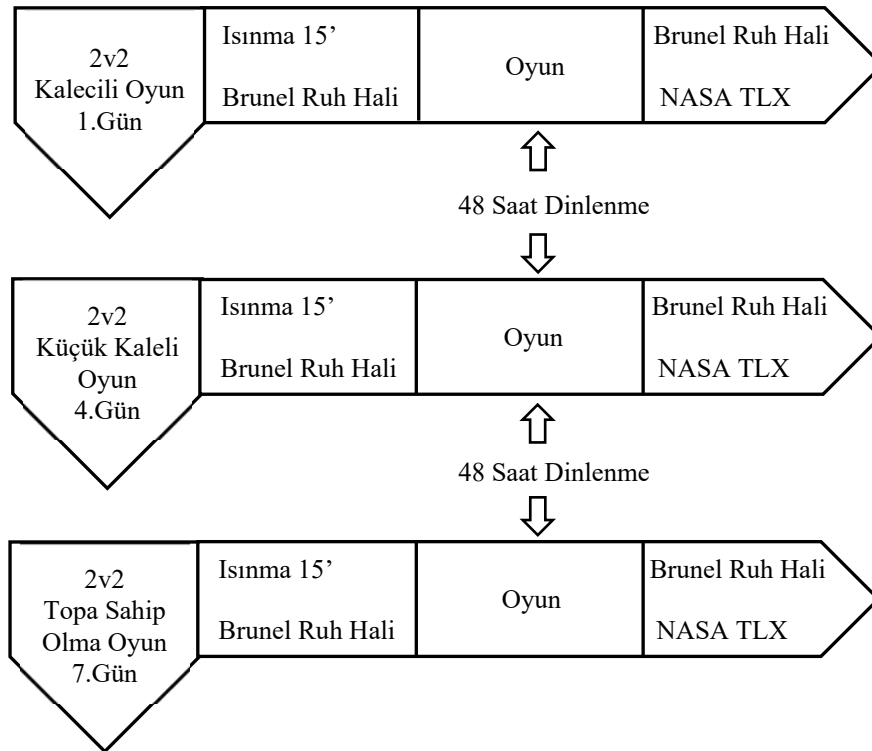 2v2
Kalecili Oyun
1.Gün
Isınma 15’
Brunel Ruh Hali
Oyun
Brunel Ruh Hali
NASA TLX
48 Saat Dinlenme
2v2
Küçük Kaleli
Oyun
4.Gün
Isınma 15’
Brunel Ruh Hali
Oyun
Brunel Ruh Hali
NASA TLX
48 Saat Dinlenme
2v2
Topa Sahip
Olma Oyun
7.Gün
Isınma 15’
Brunel Ruh Hali
Oyun
Brunel Ruh Hali
NASA TLX